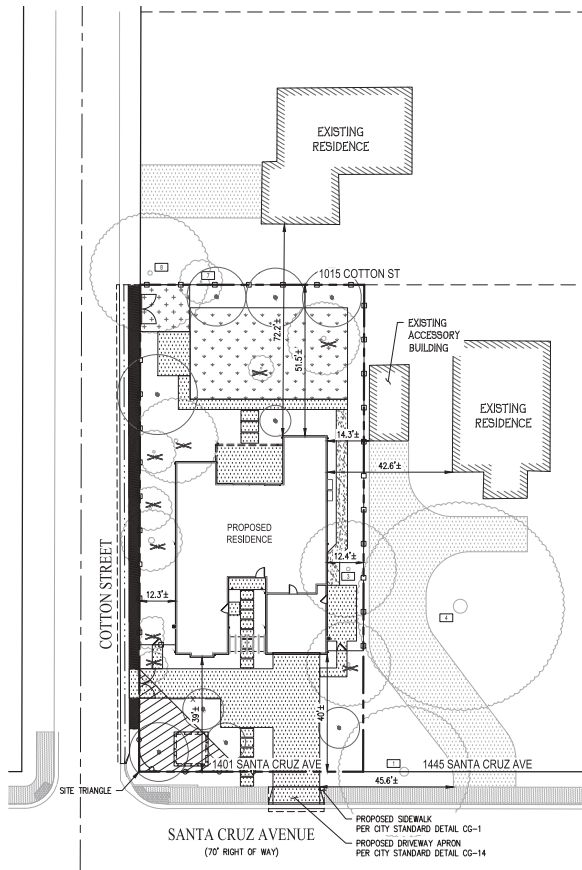 EXISTING
RESIDENCE
8
7
1015 COTTON ST
72.2'±
51.5'±
EXISTING
ACCESSORY
BUILDING
EXISTING
RESIDENCE
14.3'±
42.6'±
PROPOSED
RESIDENCE
12.4'±
3
12.3'±
4
COTTON STREET
39'±
40'±
1401 SANTA CRUZ AVE
1
1445 SANTA CRUZ AVE
45.6'±
SITE TRIANGLE
SANTA CRUZ AVENUE
(70' RIGHT OF WAY)
PROPOSED SIDEWALK
PER CITY STANDARD DETAIL CG-1
PROPOSED DRIVEWAY APRON
PER CITY STANDARD DETAIL CG-14